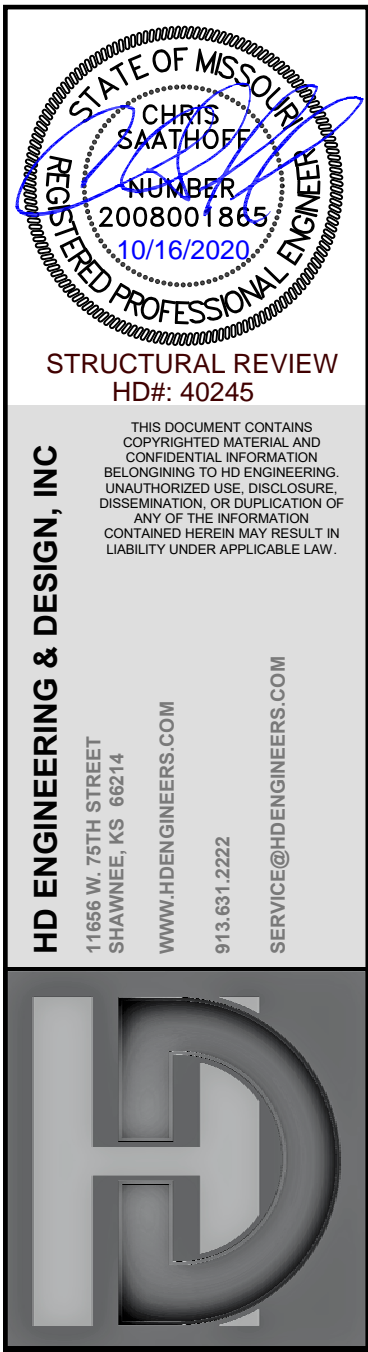 STATE OF MISSOURI
CHRIS
SAATHOFF
NUMBER
2008001865
10/16/2020
REGISTERED PROFESSIONAL ENGINEER
STRUCTURAL REVIEW
HD#: 40245
THIS DOCUMENT CONTAINS
COPYRIGHTED MATERIAL AND
CONFIDENTIAL INFORMATION
BELONGINING TO HD ENGINEERING.
UNAUTHORIZED USE, DISCLOSURE,
DISSEMINATION, OR DUPLICATION OF
ANY OF THE INFORMATION
CONTAINED HEREIN MAY RESULT IN
LIABILITY UNDER APPLICABLE LAW.
HD ENGINEERING & DESIGN, INC
11656 W. 75TH STREET
SHAWNEE, KS 66214
WWW.HDENGINEERS.COM
913.631.2222
SERVICE@HDENGINEERS.COM
HD